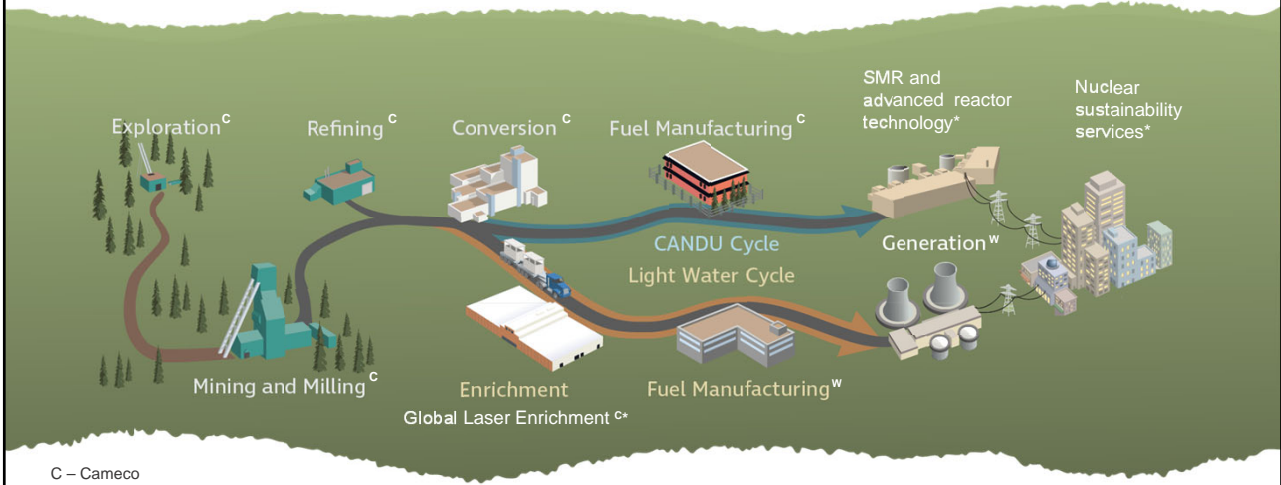 SMR and
advanced reactor
technology*
Nuclear
sustainability
services*
Exploration C
Refining C
Conversion C
Fuel Manufacturing C
CANDU Cycle
Light Water Cycle
Generation W
Mining and Milling C
Enrichment
Fuel Manufacturing W
Global Laser Enrichment C*
C – Cameco